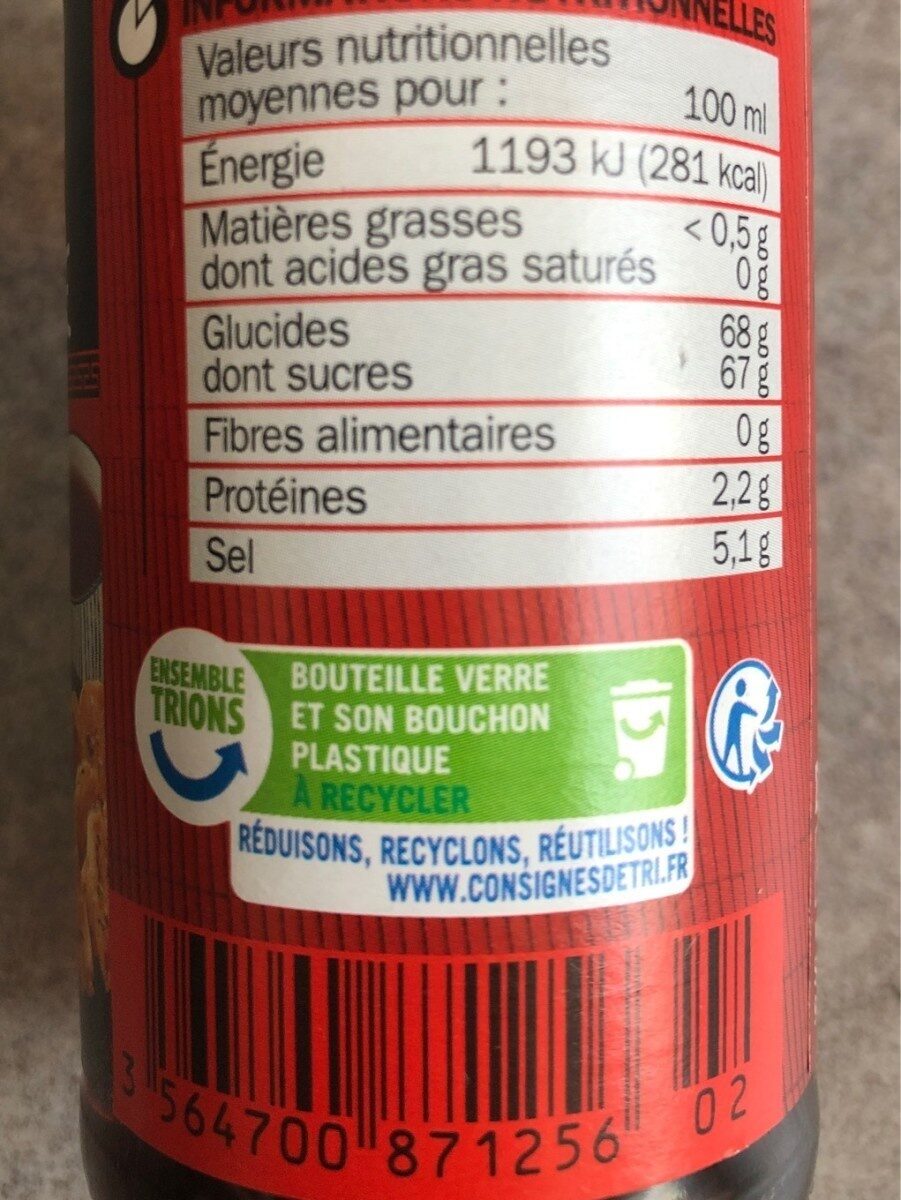 INFORMATIONS NUTRITIONNELLES
Valeurs nutritionnelles
moyennes pour : 100 ml
Énergie 1193 kJ (281 kcal)
Matières grasses < 0,5 g
dont acides gras saturés 0 g
Glucides 68 g
dont sucres 67 g
Fibres alimentaires 0 g
Protéines 2,2 g
Sel 5,1 g
ENSEMBLE
TRIONS
BOUTEILLE VERRE
ET SON BOUCHON
PLASTIQUE
À RECYCLER
RÉDUISONS, RECYCLONS, RÉUTILISONS !
WWW.CONSIGNESDETRI.FR
3 564700 871256 02